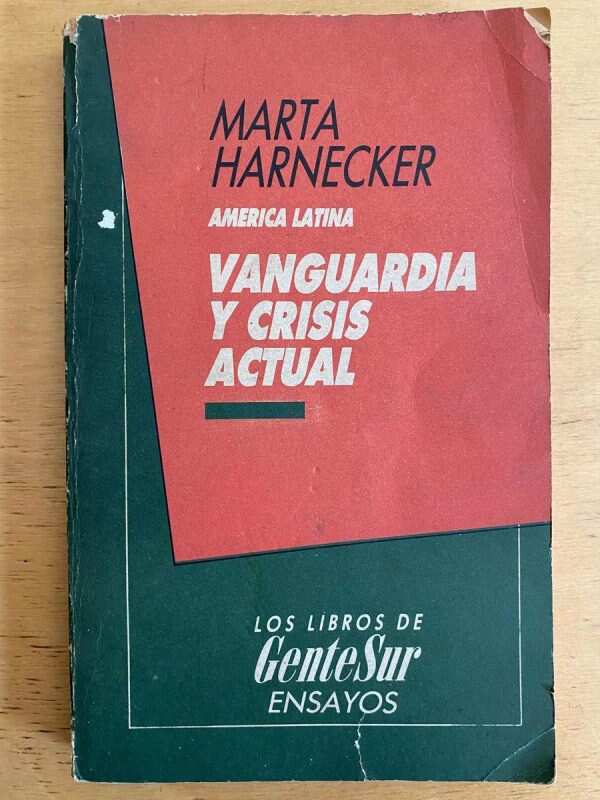 MARTA
HARNECKER
AMERICA LATINA
VANGUARDIA
Y CRISIS
ACTUAL
LOS LIBROS DE
GenteSur
ENSAYOS